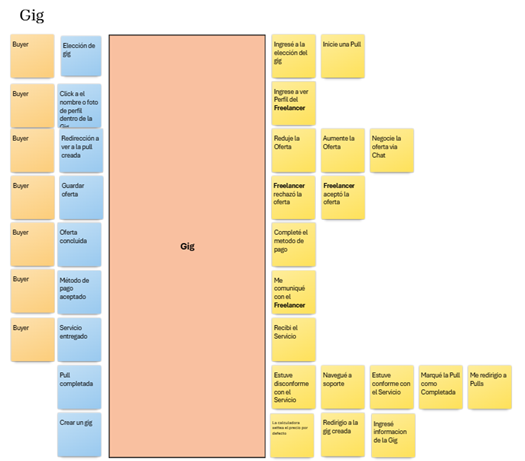 Gig
Buyer
Elección de
gig
Ingresé a la
elección del
gig
Inicie una Pull
Buyer
Click a el
nombre o foto
de perfil
dentro de la
Gig
Ingrese a ver
Perfil del
Freelancer
Buyer
Redirección a
ver a la pull
creada
Reduje la
Oferta
Aumente la
Oferta
Negocie la
oferta via
Chat
Buyer
Guardar
oferta
Freelancer
rechazó la
oferta
Freelancer
aceptó la
oferta
Buyer
Oferta
concluida
Gig
Completé el
metodo de
pago
Buyer
Método de
pago
aceptado
Me
comuniqué
con el
Freelancer
Buyer
Servicio
entregado
Recibi el
Servicio
Pull
completada
Estuve
disconforme
con el
Servicio
Navegué a
soporte
Estuve
conforme con
el Servicio
Marqué la Pull
como
Completada
Me redirigio a
Pulls
Crear un gig
La calculadora
el precio por
defecto
Redirigio a la
gig creada
Ingresé
informacion
de la Gig